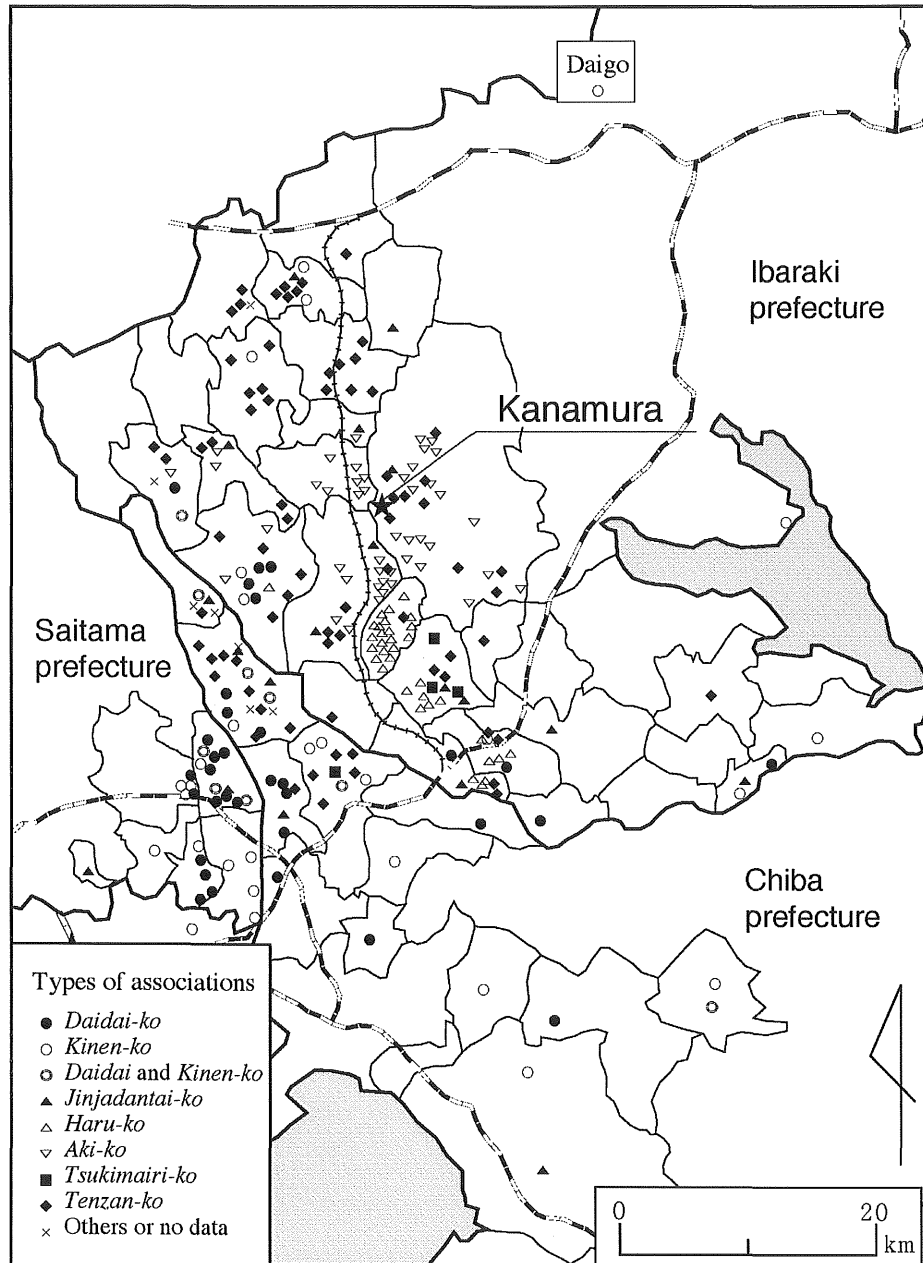 Daigo
Ibaraki
prefecture
Kanamura
Saitama
prefecture
Chiba
prefecture
Types of associations
Daidai-ko
Kinen-ko
Daidai and Kinen-ko
Jinjadantai-ko
Haru-ko
Aki-ko
Tsukimairi-ko
Tenzan-ko
Others or no data
0 20
km